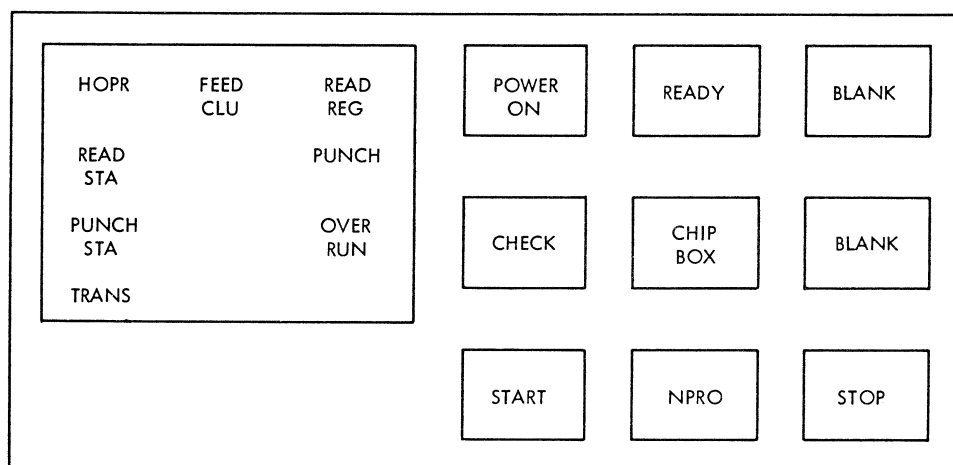 HOPR FEED READ
CLU REG
READ PUNCH
STA
PUNCH OVER
STA RUN
TRANS
POWER
ON
READY
BLANK
CHECK
CHIP
BOX
BLANK
START
NPRO
STOP